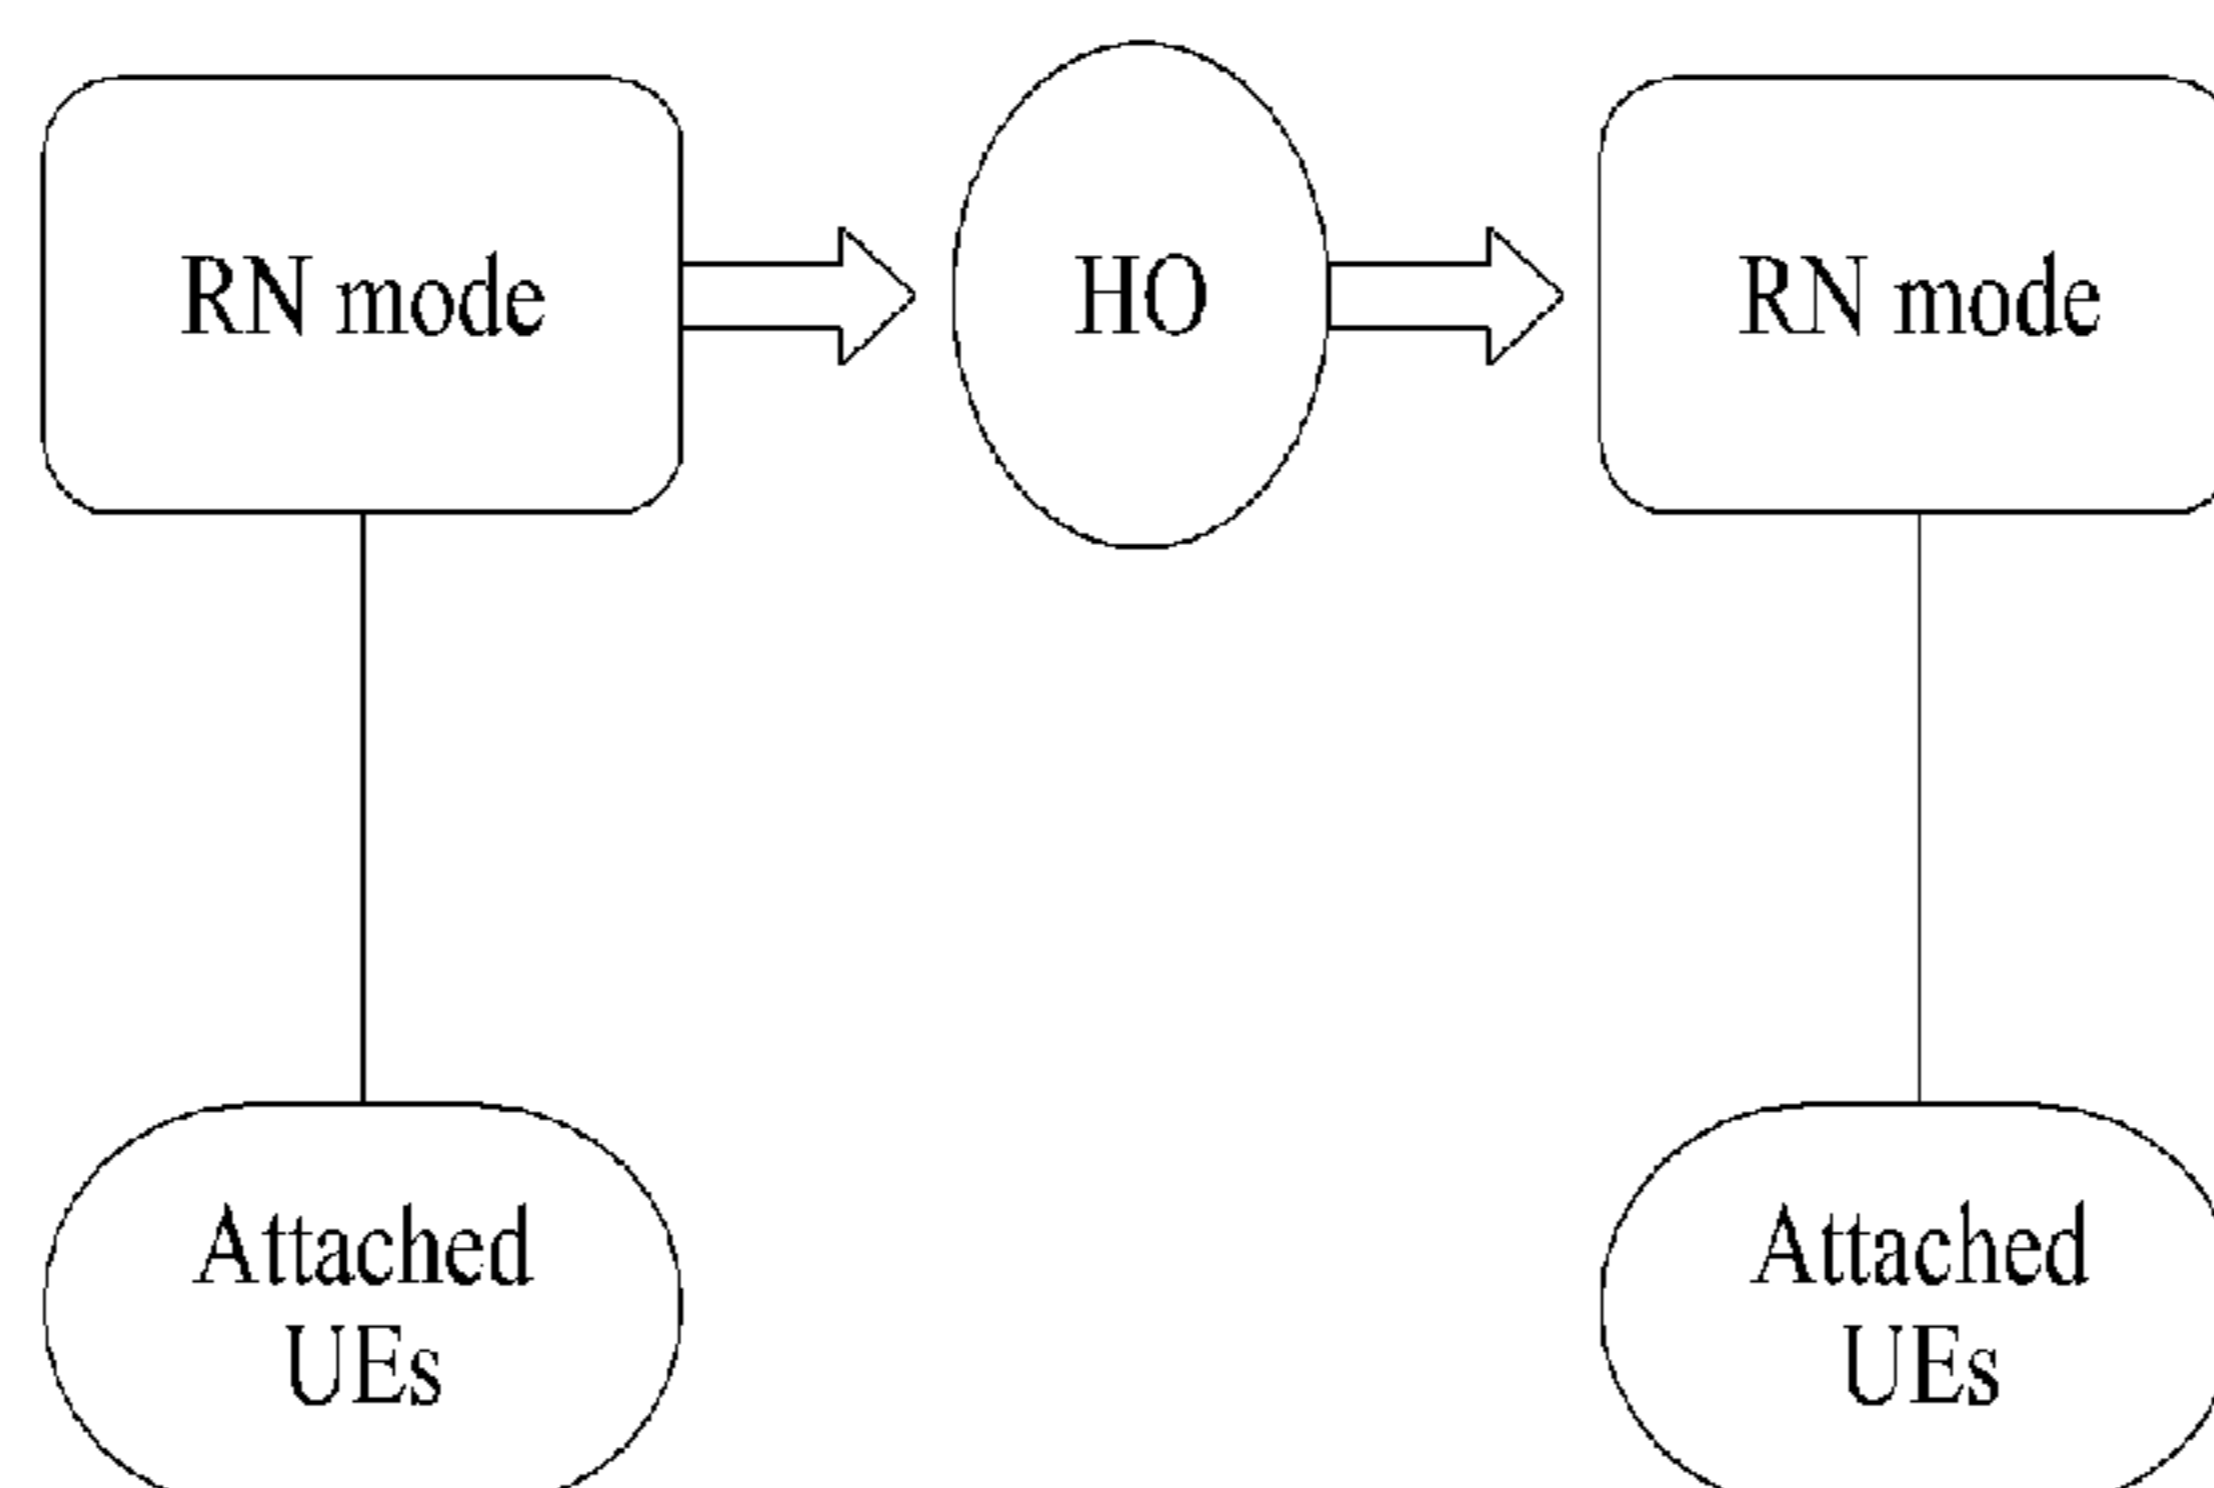 RN mode
HO
RN mode
Attached
UEs
Attached
UEs